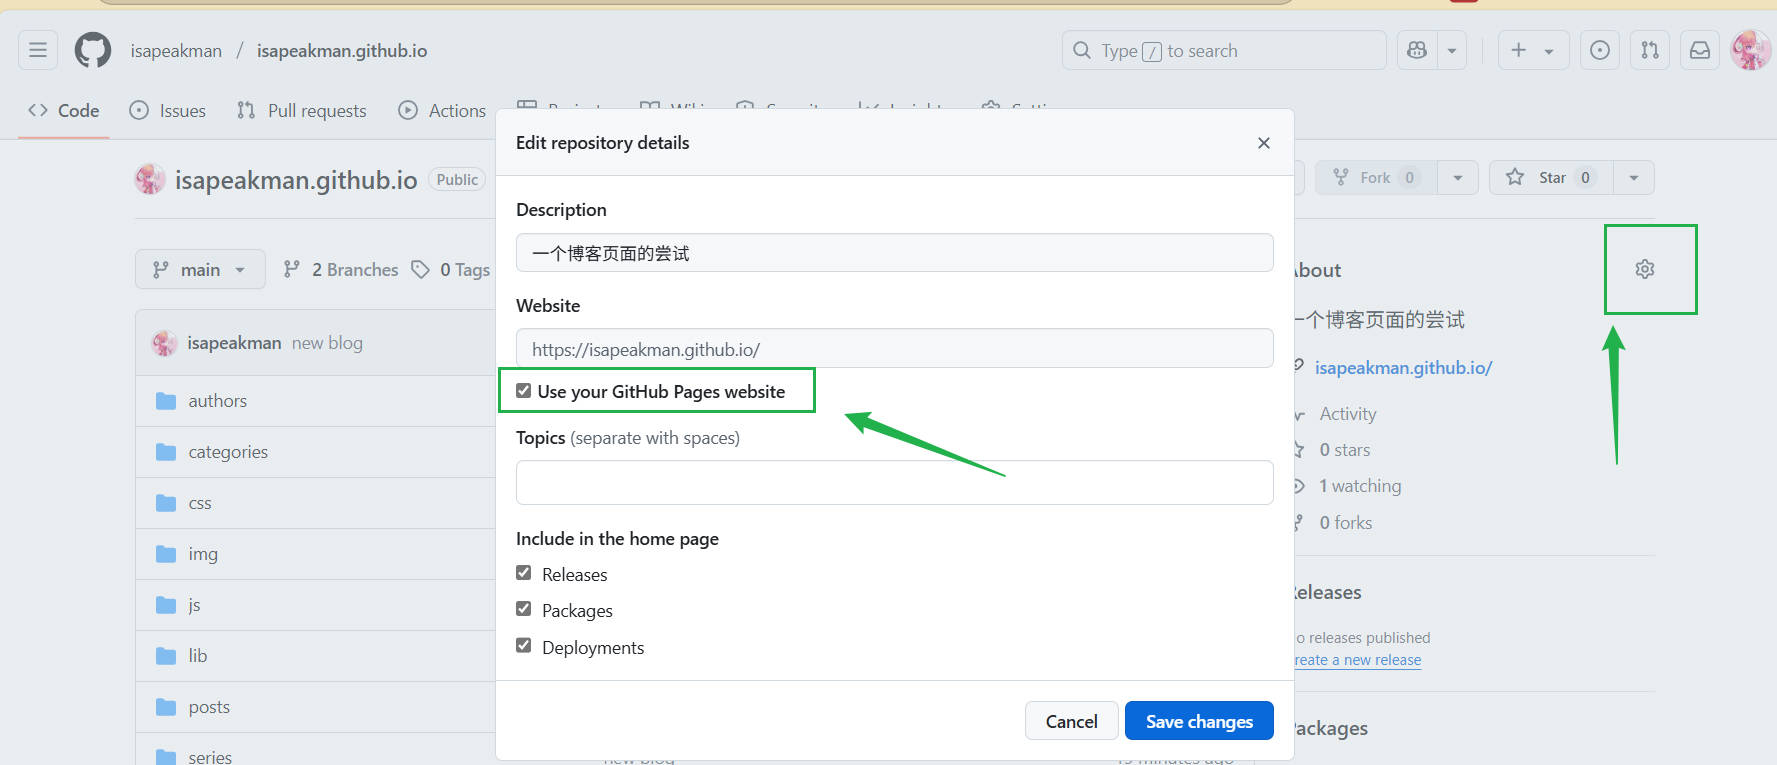 isapeakman / isapeakman.github.io
Type / to search
Code
Issues
Pull requests
Actions
isapeakman.github.io
Public
Fork 0
Star 0
main
2 Branches
0 Tags
isapeakman new blog
authors
categories
css
img
js
lib
posts
series
Edit repository details
Description
一个博客页面的尝试
Website
https://isapeakman.github.io/
Use your GitHub Pages website
Topics (separate with spaces)
Include in the home page
Releases
Packages
Deployments
Cancel
Save changes
About
一个博客页面的尝试
isapeakman.github.io/
Activity
0 stars
1 watching
0 forks
Releases
o releases published
reate a new release
Packages